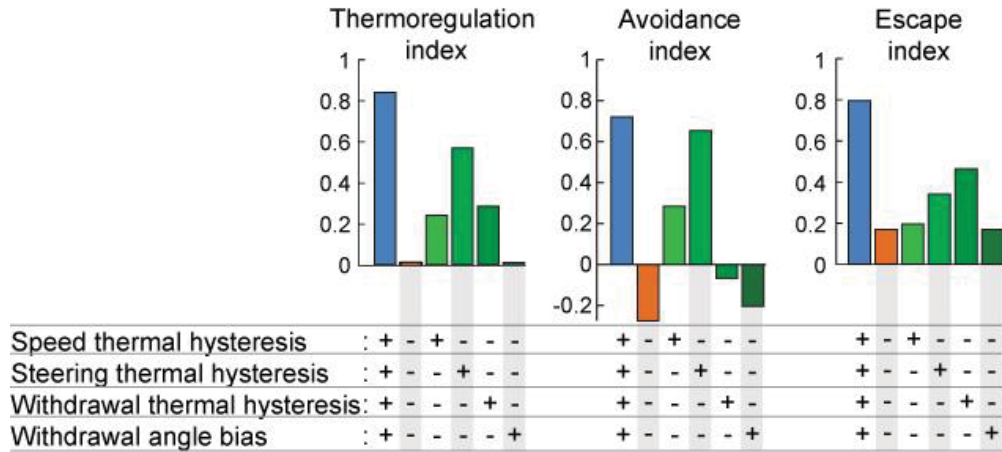 Thermoregulation index
Avoidance index
Escape index
1
0.8
0.6
0.4
0.2
0
1
0.8
0.6
0.4
0.2
0
-0.2
1
0.8
0.6
0.4
0.2
0
Speed thermal hysteresis : + - + - - - + - + - - - + - + - - -
Steering thermal hysteresis : + - - + - - + - - + - - + - - + - -
Withdrawal thermal hysteresis: + - - - + - + - - - + - + - - - + -
Withdrawal angle bias : + - - - - + + - - - - + + - - - - +